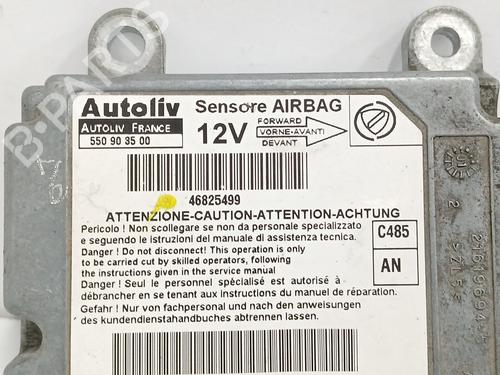 Autoliv
Sensore AIRBAG
AUTOLIV FRANCE
550 90 35 00
12V
FORWARD
VORNE-AVANTI
DEVANT
46825499
ATTENZIONE-CAUTION-ATTENTION-ACHTUNG
Pericolo ! Non scollegare se non da personale specializzato
e seguendo le istruzioni del manuale di assistenza tecnica.
Danger ! Do not disconnect! This operation is only
to be carried cut by skilled operators, following
the instructions given in the service manual
Danger ! Seul le personnel spécialisé est autorisé à
débrancher en se tenant aux instructions du manuel de réparation.
Gefahr ! Nur von fachpersonal und nach den anweisungen
des kundendiensthandbuches abtrennen lassen.
C485
AN
B-PARTS